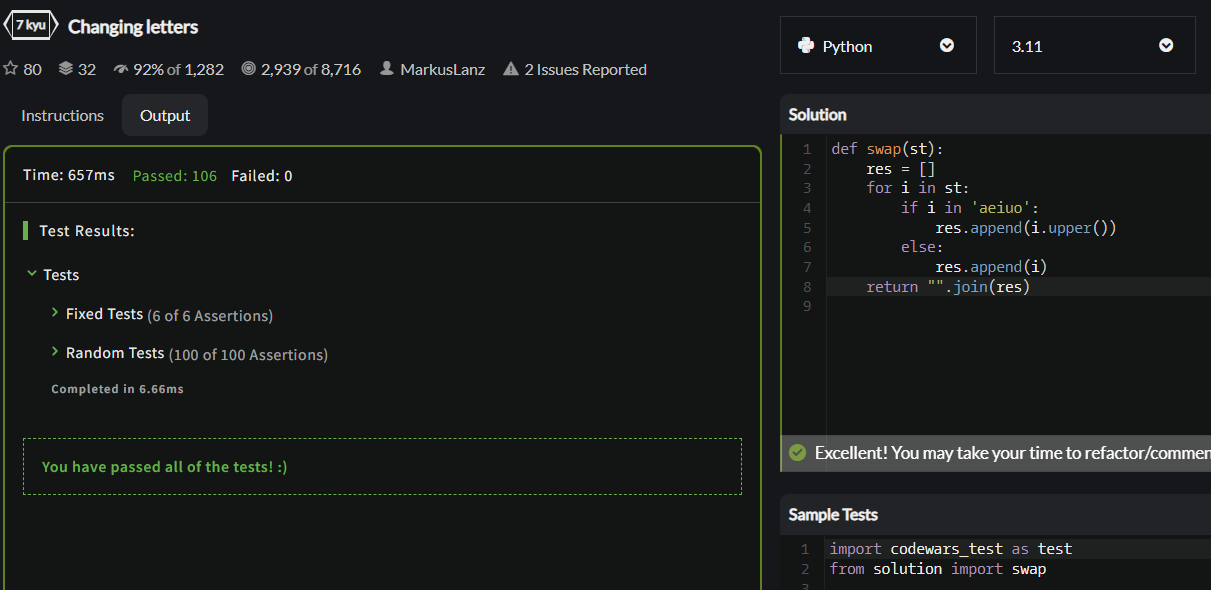 7 kyu Changing letters
80 32 92% of 1,282 2,939 of 8,716 MarkusLanz 2 Issues Reported
Instructions Output
Time: 657ms Passed: 106 Failed: 0
Test Results:
Tests
Fixed Tests (6 of 6 Assertions)
Random Tests (100 of 100 Assertions)
Completed in 6.66ms
You have passed all of the tests! :)
Python 3.11
Solution
1 def swap(st):
2 res = []
3 for i in st:
4 if i in 'aeiuo':
5 res.append(i.upper())
6 else:
7 res.append(i)
8 return "".join(res)
9
Excellent! You may take your time to refactor/commen
Sample Tests
1 import codewars_test as test
2 from solution import swap
3